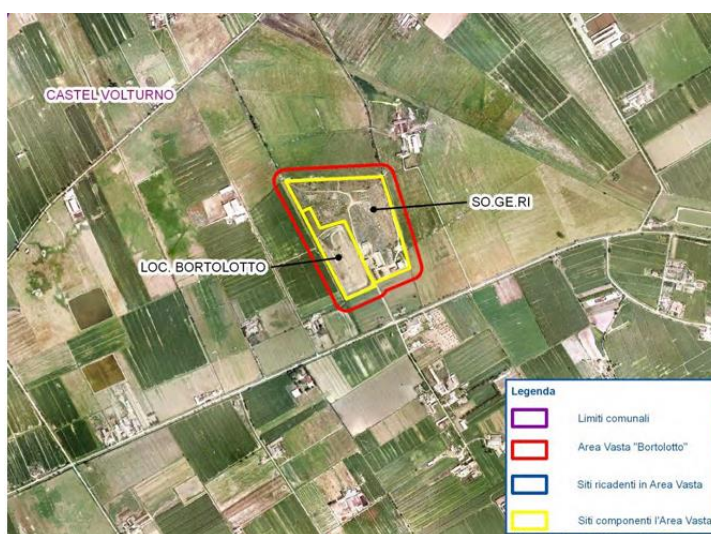 CASTEL VOLTURNO
SO.GE.RI
LOC. BORTOLOTTO
Legenda
Limiti comunali
Area Vasta "Bortolotto"
Siti ricadenti in Area Vasta
Siti componenti l'Area Vasta